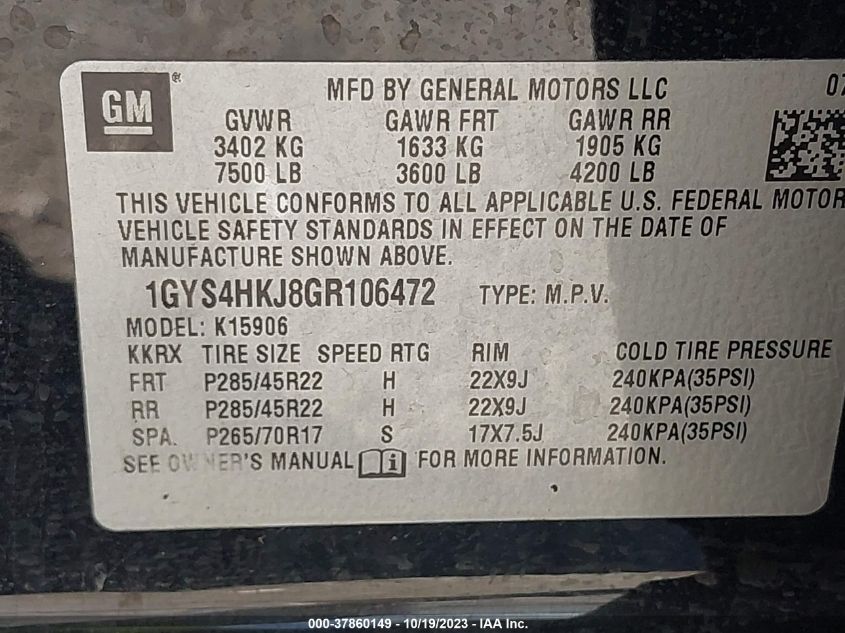 GM®
MFD BY GENERAL MOTORS LLC 07
GVWR GAWR FRT GAWR RR
3402 KG 1633 KG 1905 KG
7500 LB 3600 LB 4200 LB
THIS VEHICLE CONFORMS TO ALL APPLICABLE U.S. FEDERAL MOTOR
VEHICLE SAFETY STANDARDS IN EFFECT ON THE DATE OF
MANUFACTURE SHOWN ABOVE.
1GYS4HKJ8GR106472 TYPE: M.P.V.
MODEL: K15906
KKRX TIRE SIZE SPEED RTG RIM COLD TIRE PRESSURE
FRT P285/45R22 H 22X9J 240KPA(35PSI)
RR P285/45R22 H 22X9J 240KPA(35PSI)
SPA. P265/70R17 S 17X7.5J 240KPA(35PSI)
SEE OWNER'S MANUAL i FOR MORE INFORMATION.
000-37860149 - 10/19/2023 - IAA Inc.